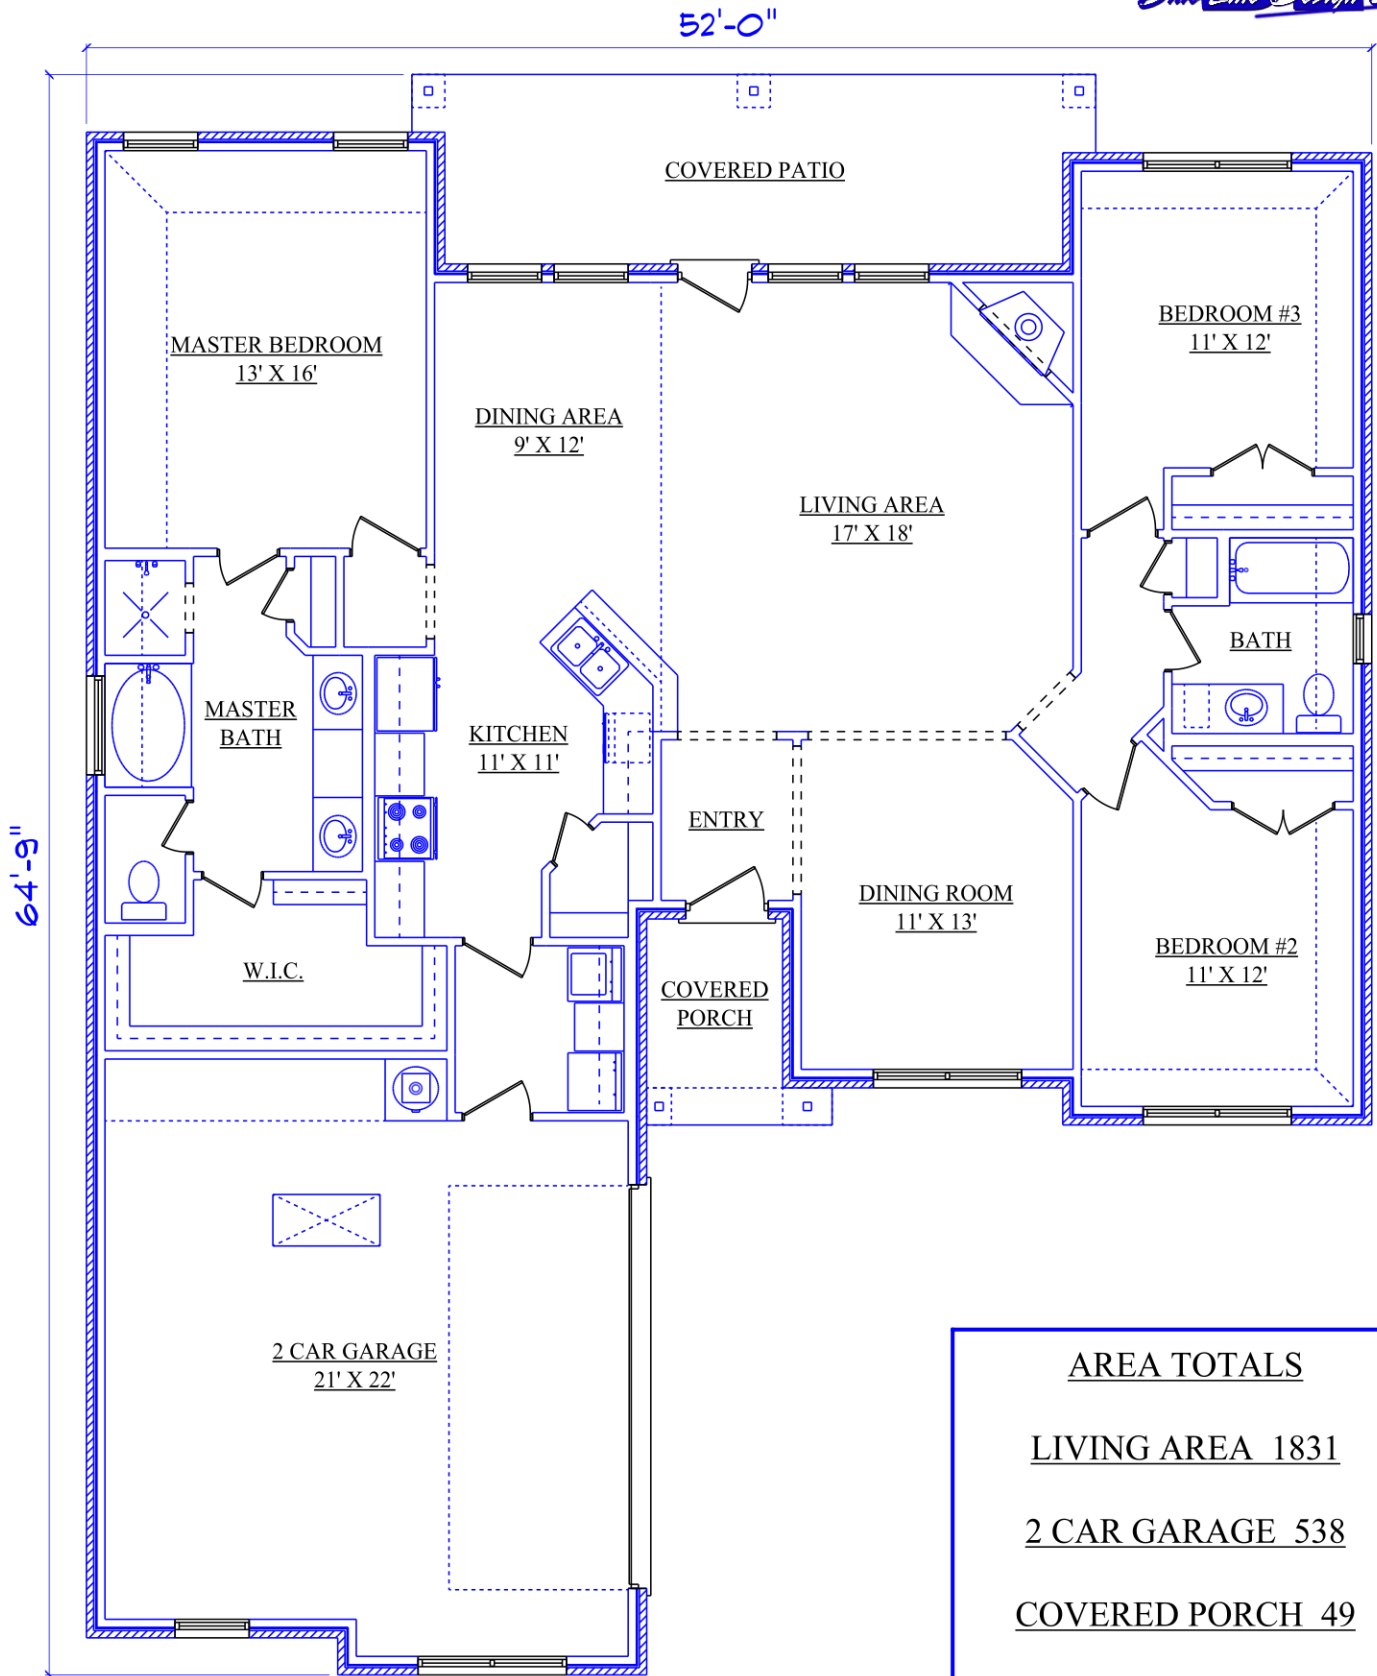 52'-0"
COVERED PATIO
MASTER BEDROOM
13' X 16'
BEDROOM #3
11' X 12'
DINING AREA
9' X 12'
LIVING AREA
17' X 18'
BATH
MASTER
BATH
KITCHEN
11' X 11'
ENTRY
64'-9"
DINING ROOM
11' X 13'
BEDROOM #2
11' X 12'
W.I.C.
COVERED
PORCH
2 CAR GARAGE
21' X 22'
AREA TOTALS
LIVING AREA 1831
2 CAR GARAGE 538
COVERED PORCH 49